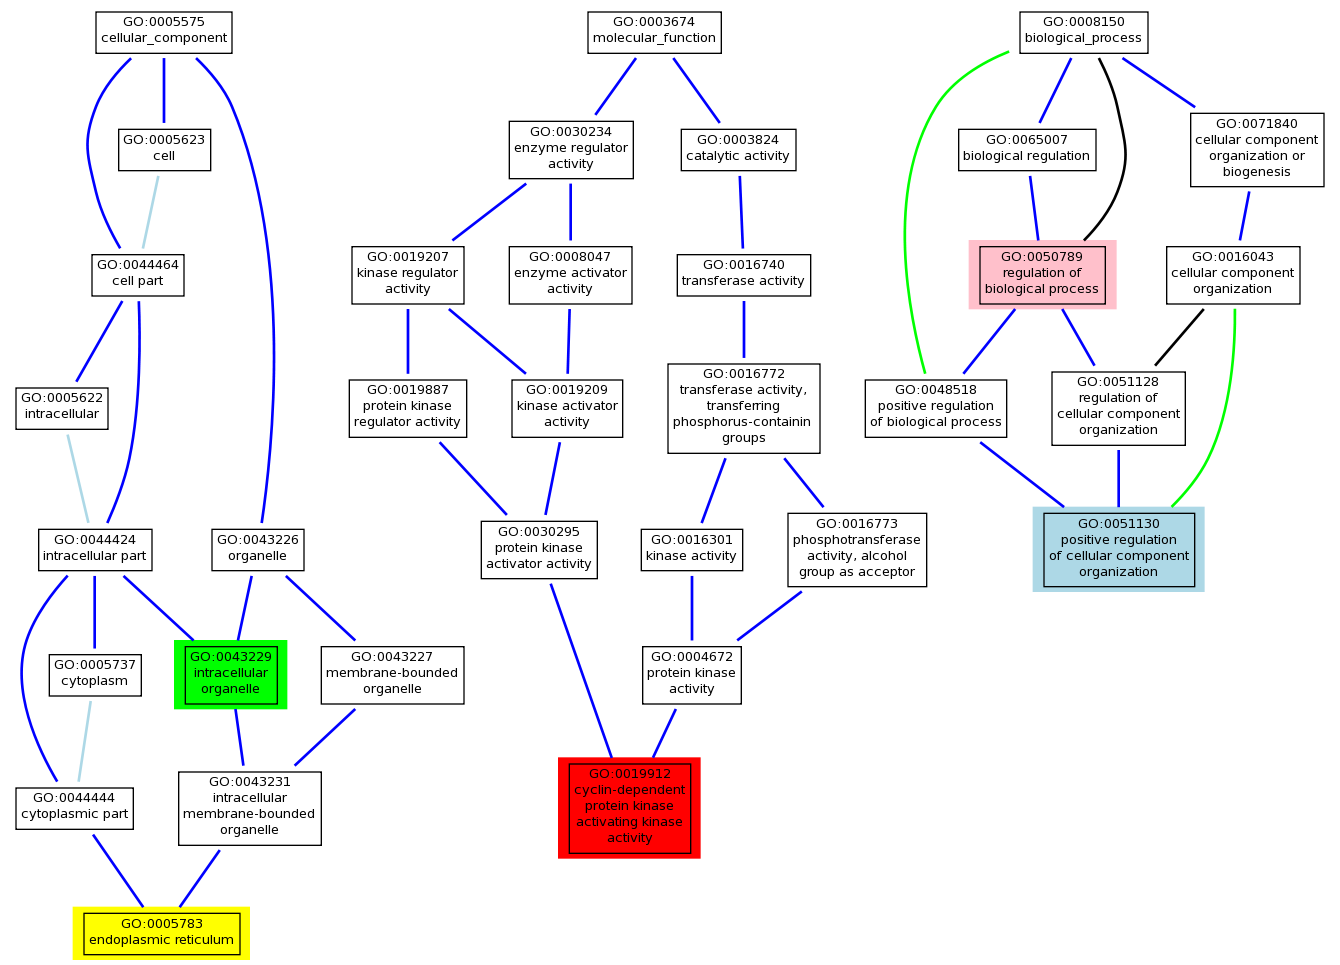 GO:0005575
cellular_component
GO:0003674
molecular_function
GO:0008150
biological_process
GO:0005623
cell
GO:0030234
enzyme regulator
activity
GO:0003824
catalytic activity
GO:0065007
biological regulation
GO:0071840
cellular component
organization or
biogenesis
GO:0044464
cell part
GO:0019207
kinase regulator
activity
GO:0008047
enzyme activator
activity
GO:0016740
transferase activity
GO:0050789
regulation of
biological process
GO:0016043
cellular component
organization
GO:0005622
intracellular
GO:0019887
protein kinase
regulator activity
GO:0019209
kinase activator
activity
GO:0016772
transferase activity,
transferring
phosphorus-containin
groups
GO:0048518
positive regulation
of biological process
GO:0051128
regulation of
cellular component
organization
GO:0044424
intracellular part
GO:0043226
organelle
GO:0030295
protein kinase
activator activity
GO:0016301
kinase activity
GO:0016773
phosphotransferase
activity, alcohol
group as acceptor
GO:0051130
positive regulation
of cellular component
organization
GO:0005737
cytoplasm
GO:0043229
intracellular
organelle
GO:0043227
membrane-bounded
organelle
GO:0004672
protein kinase
activity
GO:0044444
cytoplasmic part
GO:0043231
intracellular
membrane-bounded
organelle
GO:0019912
cyclin-dependent
protein kinase
activating kinase
activity
GO:0005783
endoplasmic reticulum